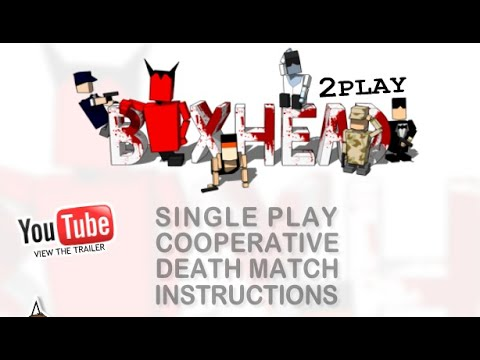 2PLAY
BOXHEAD
YouTube
VIEW THE TRAILER
SINGLE PLAY
COOPERATIVE
DEATH MATCH
INSTRUCTIONS